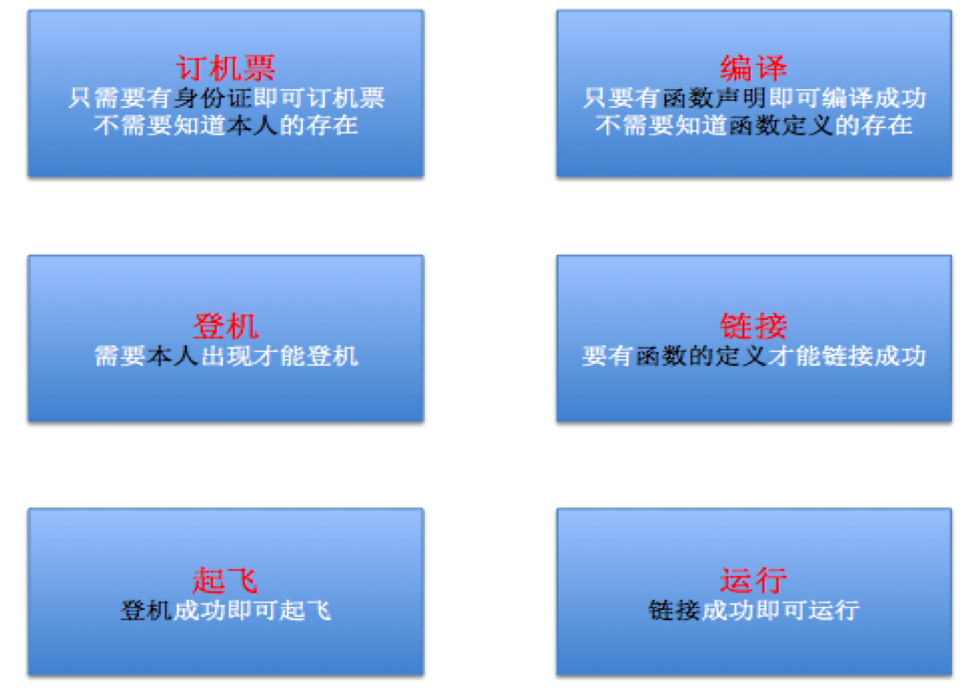 订机票
只需要有身份证即可订机票
不需要知道本人的存在
编译
只要有函数声明即可编译成功
不需要知道函数定义的存在
登机
需要本人出现才能登机
链接
要有函数的定义才能链接成功
起飞
登机成功即可起飞
运行
链接成功即可运行